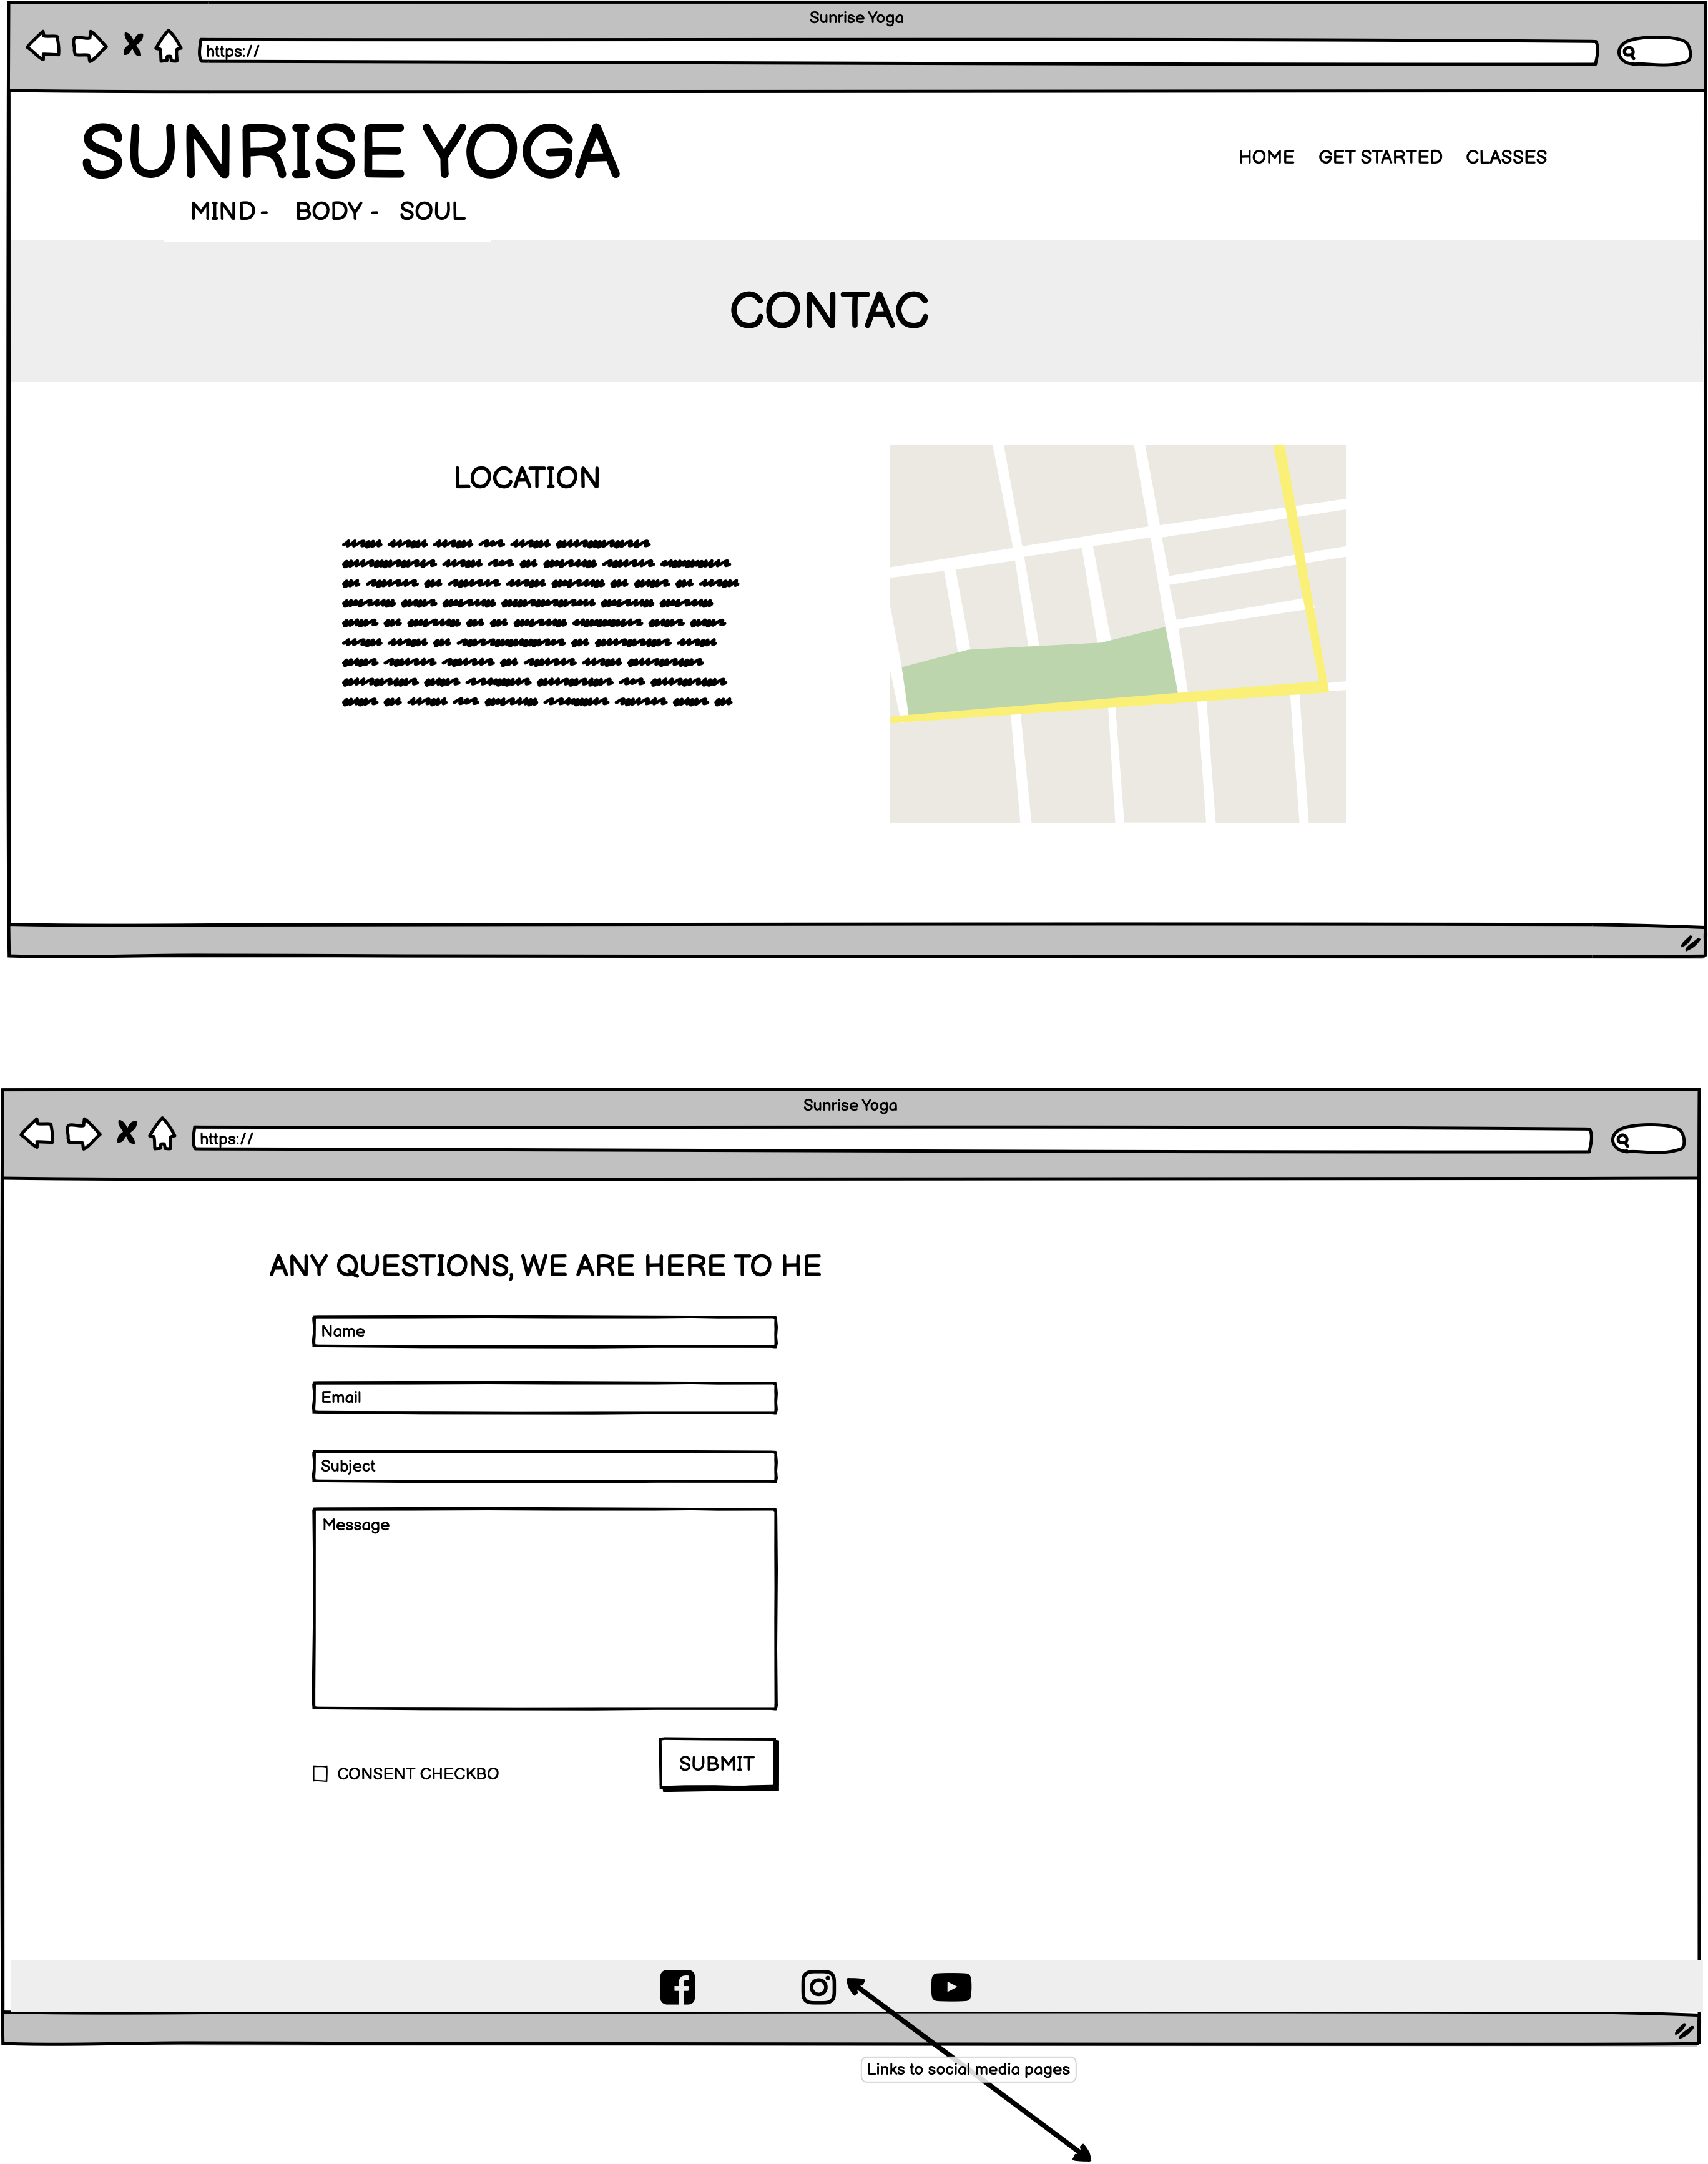 Sunrise Yoga
https://
SUNRISE YOGA
HOME GET STARTED CLASSES
MIND - BODY - SOUL
CONTAC
LOCATION
Sunrise Yoga
https://
ANY QUESTIONS, WE ARE HERE TO HE
Name
Email
Subject
Message
CONSENT CHECKBO
SUBMIT
Links to social media pages